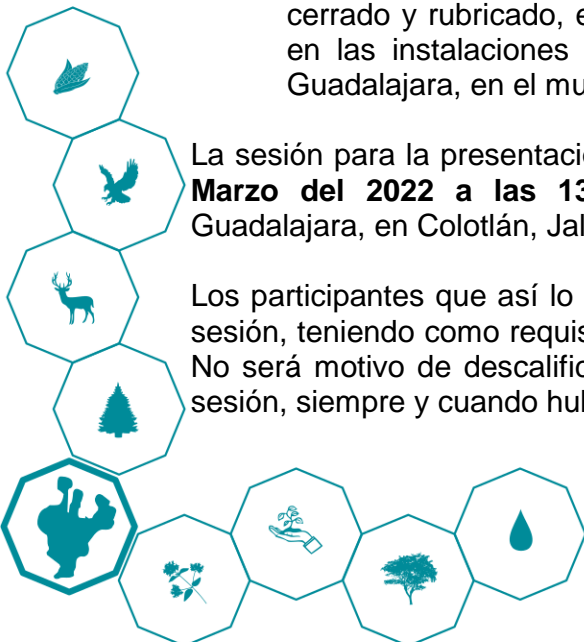 cerrado y rubricado, e
en las instalaciones
Guadalajara, en el mu
La sesión para la presentaci
Marzo del 2022 a las 13
Guadalajara, en Colotlán, Jal
Los participantes que así lo
sesión, teniendo como requis
No será motivo de descalific
sesión, siempre y cuando hu